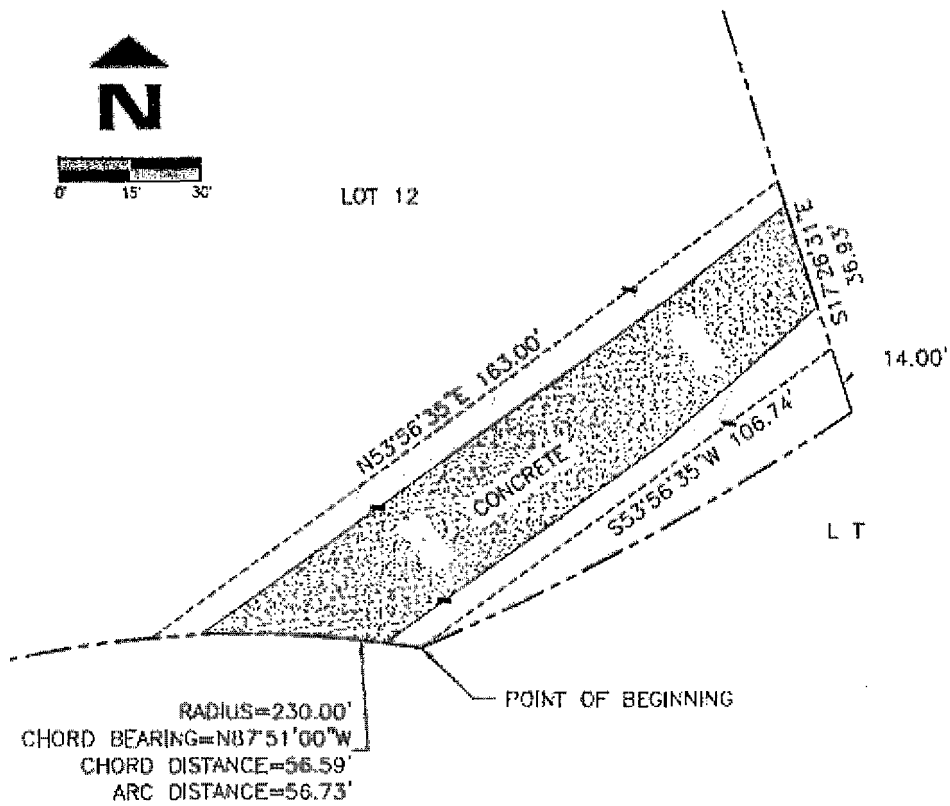 N
0' 15' 30'
LOT 12
S17°26'31"E
36.93'
14.00'
N53°56'35"E 163.00'
CONCRETE
S53°56'35"W 106.74'
L T
POINT OF BEGINNING
RADIUS=230.00'
CHORD BEARING=N87°51'00"W
CHORD DISTANCE=56.59'
ARC DISTANCE=56.73'